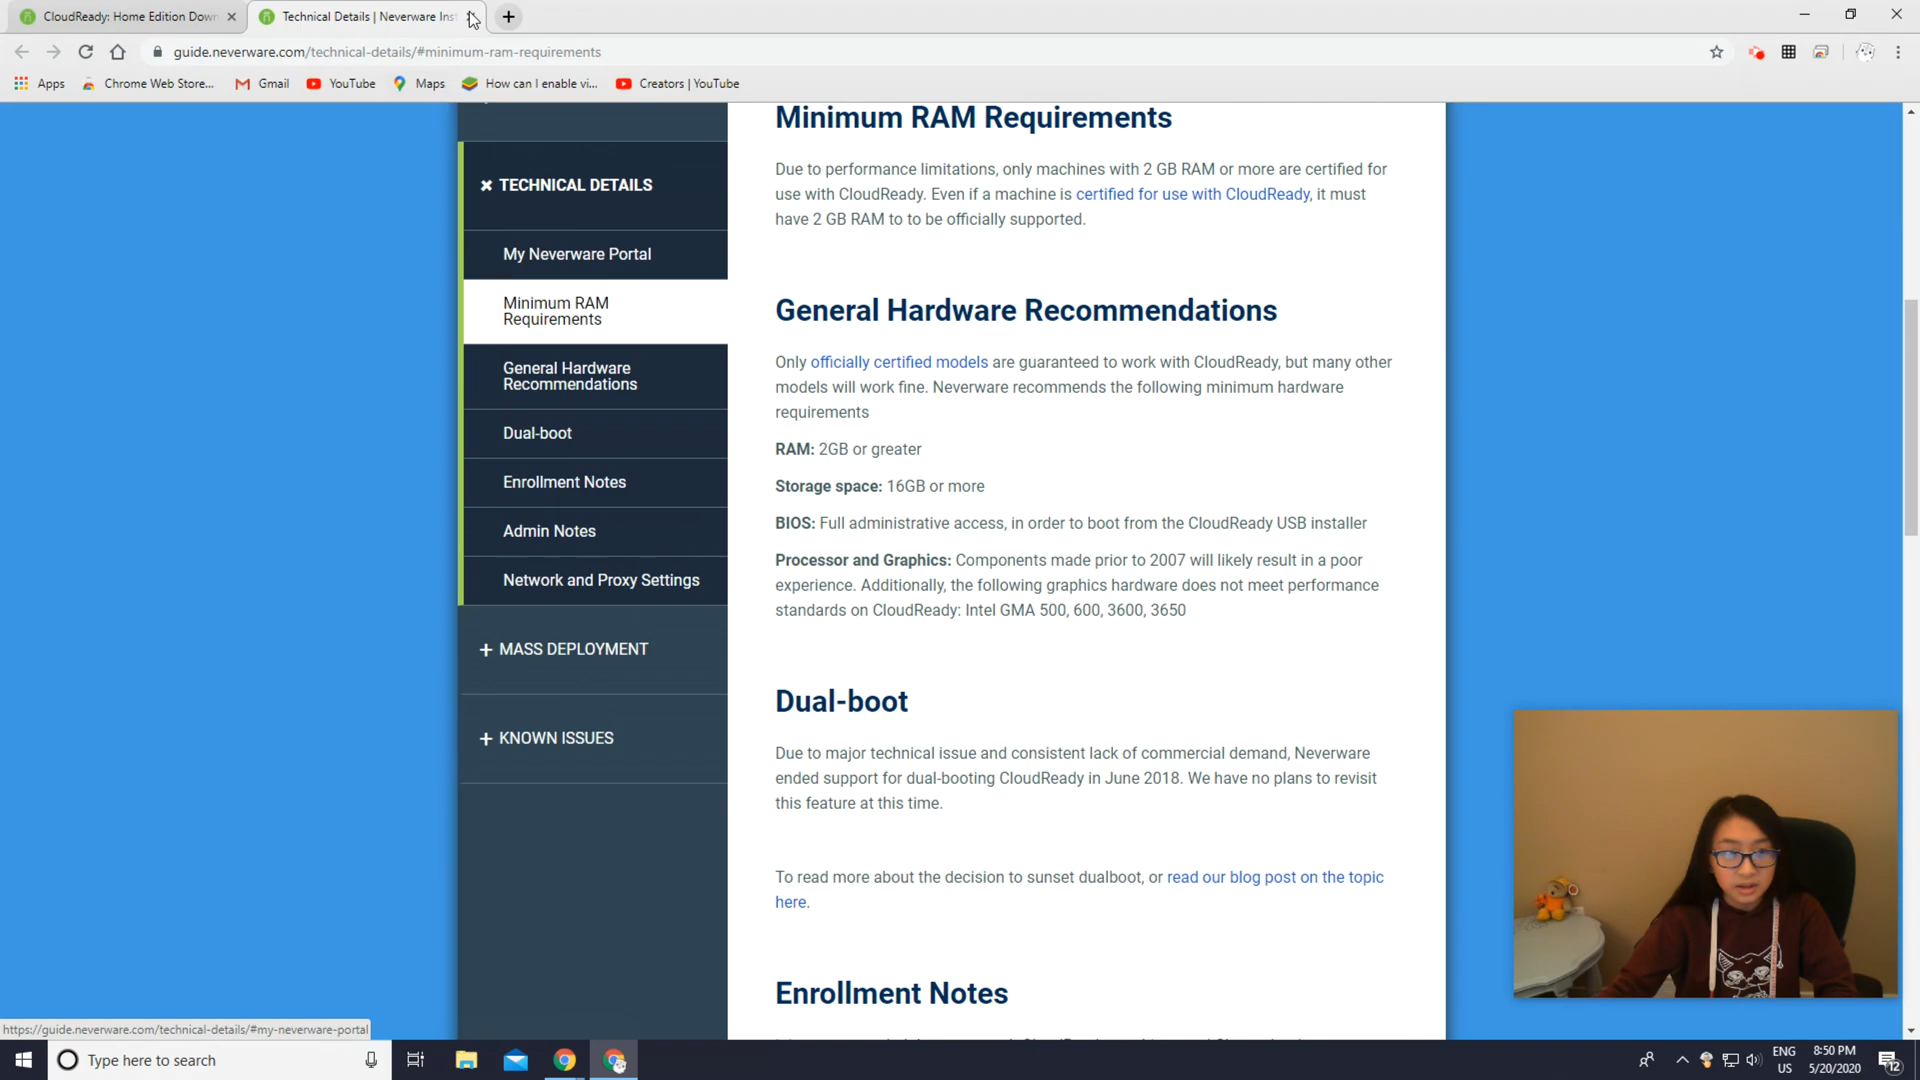 CloudReady: Home Edition Down
Technical Details | Neverware Inst
guide.neverware.com/technical-details/#minimum-ram-requirements
Apps
Chrome Web Store...
Gmail
YouTube
Maps
How can I enable vi...
Creators | YouTube
TECHNICAL DETAILS
My Neverware Portal
Minimum RAM
Requirements
General Hardware
Recommendations
Dual-boot
Enrollment Notes
Admin Notes
Network and Proxy Settings
MASS DEPLOYMENT
KNOWN ISSUES
Minimum RAM Requirements
Due to performance limitations, only machines with 2 GB RAM or more are certified for
use with CloudReady. Even if a machine is certified for use with CloudReady, it must
have 2 GB RAM to to be officially supported.
General Hardware Recommendations
Only officially certified models are guaranteed to work with CloudReady, but many other
models will work fine. Neverware recommends the following minimum hardware
requirements
RAM: 2GB or greater
Storage space: 16GB or more
BIOS: Full administrative access, in order to boot from the CloudReady USB installer
Processor and Graphics: Components made prior to 2007 will likely result in a poor
experience. Additionally, the following graphics hardware does not meet performance
standards on CloudReady: Intel GMA 500, 600, 3600, 3650
Dual-boot
Due to major technical issue and consistent lack of commercial demand, Neverware
ended support for dual-booting CloudReady in June 2018. We have no plans to revisit
this feature at this time.
To read more about the decision to sunset dualboot, or read our blog post on the topic
here.
Enrollment Notes
https://guide.neverware.com/technical-details/#my-neverware-portal
Type here to search
ENG
US
8:50 PM
5/20/2020
12